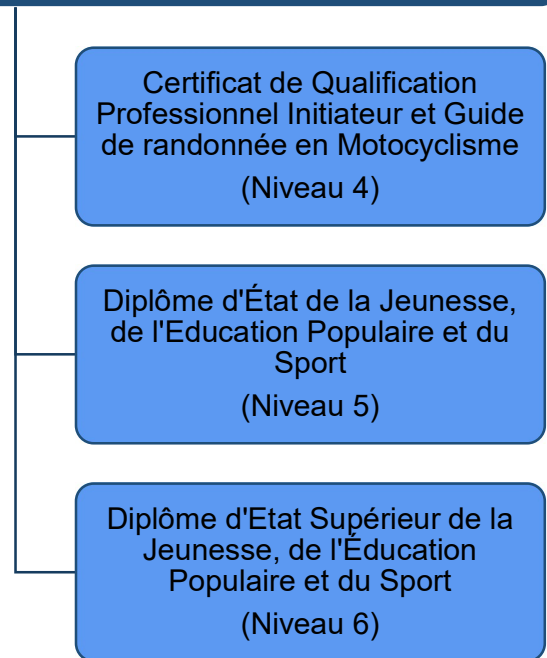 Certificat de Qualification
Professionnel Initiateur et Guide
de randonnée en Motocyclisme
(Niveau 4)
Diplôme d'État de la Jeunesse,
de l'Education Populaire et du
Sport
(Niveau 5)
Diplôme d'Etat Supérieur de la
Jeunesse, de l'Éducation
Populaire et du Sport
(Niveau 6)